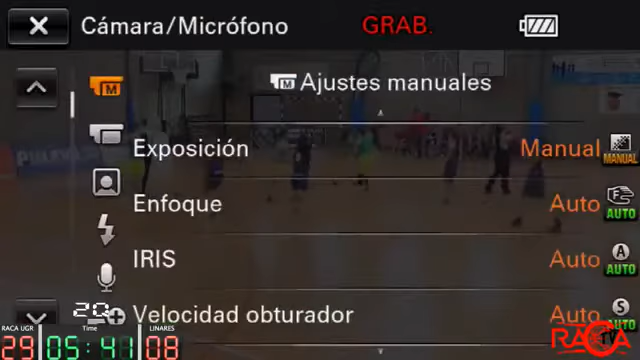 Cámara/Micrófono
GRAB.
Ajustes manuales
Exposición
Manual
MANUAL
Enfoque
Auto
AUTO
IRIS
Auto
A
AUTO
Velocidad obturador
Auto
S
AUTO
20
RACA UGR
Time
LINARES
29
05:41
08
RACA
TV